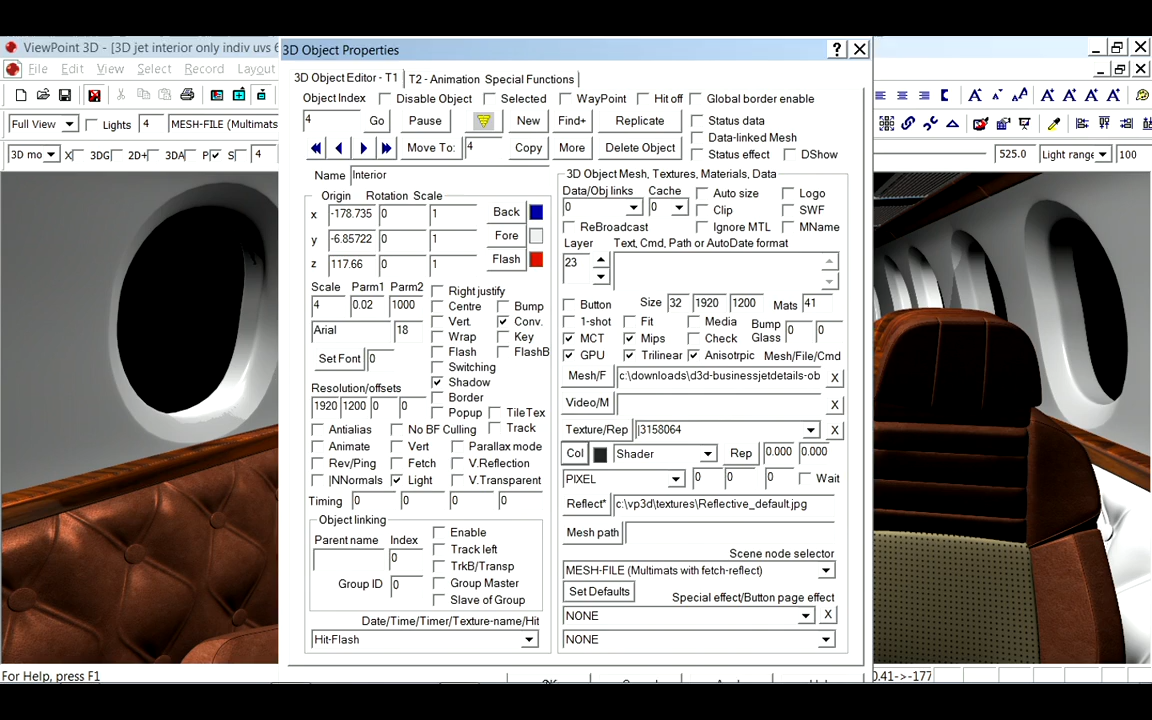 ViewPoint 3D - [3D jet interior only indiv uvs 6
3D Object Properties
File Edit View Select Record Layout
3D Object Editor - T1
T2 - Animation Special Functions
Object Index
Disable Object
Selected
WayPoint
Hit off
Global border enable
Full View
Lights
4
MESH-FILE (Multimats
4
Go
Pause
New
Find+
Replicate
Status data
Data-linked Mesh
Move To:
4
Copy
More
Delete Object
Status effect
DShow
3D mo
X
3DG
2D+
3DA
P
S
4
525.0
Light range
100
Name
Interior
3D Object Mesh, Textures, Materials, Data
Origin Rotation Scale
Data/Obj links
Cache
Auto size
Logo
x
-178.735
0
1
Back
0
0
Clip
SWF
ReBroadcast
Ignore MTL
MName
y
-6.85722
0
1
Fore
Layer
Text, Cmd, Path or AutoDate format
z
117.66
0
1
Flash
23
Scale Parm1 Parm2
Right justify
4
0.02
1000
Centre
Bump
Button
Size
32
1920
1200
Mats
41
Arial
18
Vert.
Conv.
1-shot
Fit
Media
Bump
0
0
Wrap
Key
MCT
Mips
Check
Glass
Set Font
0
Flash
FlashB
GPU
Trilinear
Anisotrpic
Mesh/File/Cmd
Switching
Mesh/F
c:\downloads\d3d-businessjetdetails-ob
X
Resolution/offsets
Shadow
1920
1200
0
0
Border
Video/M
X
Popup
TileTex
Antialias
No BF Culling
Track
Texture/Rep
|3158064
X
Animate
Vert
Parallax mode
Col
Shader
Rep
0.000
0.000
Rev/Ping
Fetch
V.Reflection
|NNormals
Light
V.Transparent
PIXEL
0
0
0
Wait
Timing
0
0
0
0
Reflect*
c:\vp3d\textures\Reflective_default.jpg
Object linking
Enable
Mesh path
Parent name
Index
Track left
Scene node selector
0
TrkB/Transp
MESH-FILE (Multimats with fetch-reflect)
Group ID
0
Group Master
Set Defaults
Slave of Group
Special effect/Button page effect
Date/Time/Timer/Texture-name/Hit
NONE
X
Hit-Flash
NONE
For Help, press F1
0.41->-177